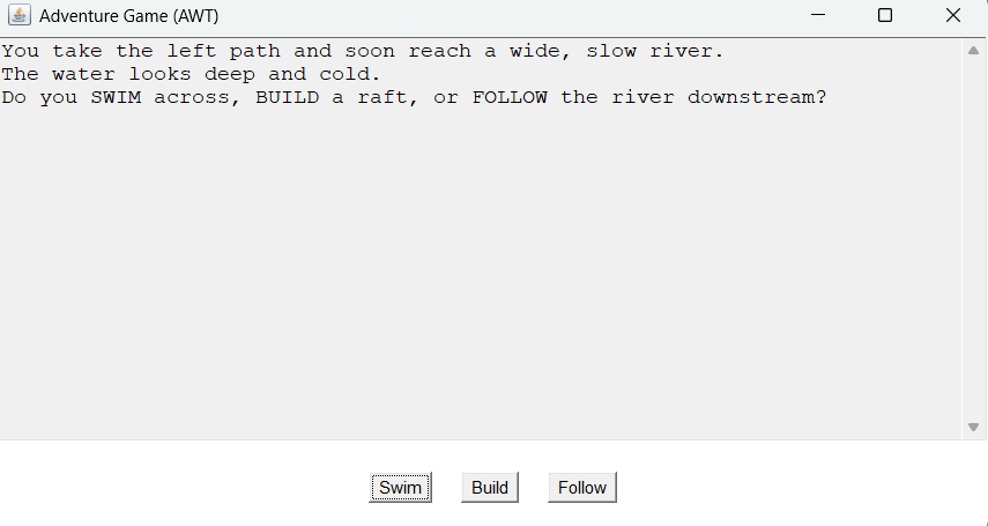 Adventure Game (AWT)
You take the left path and soon reach a wide, slow river.
The water looks deep and cold.
Do you SWIM across, BUILD a raft, or FOLLOW the river downstream?
Swim Build Follow